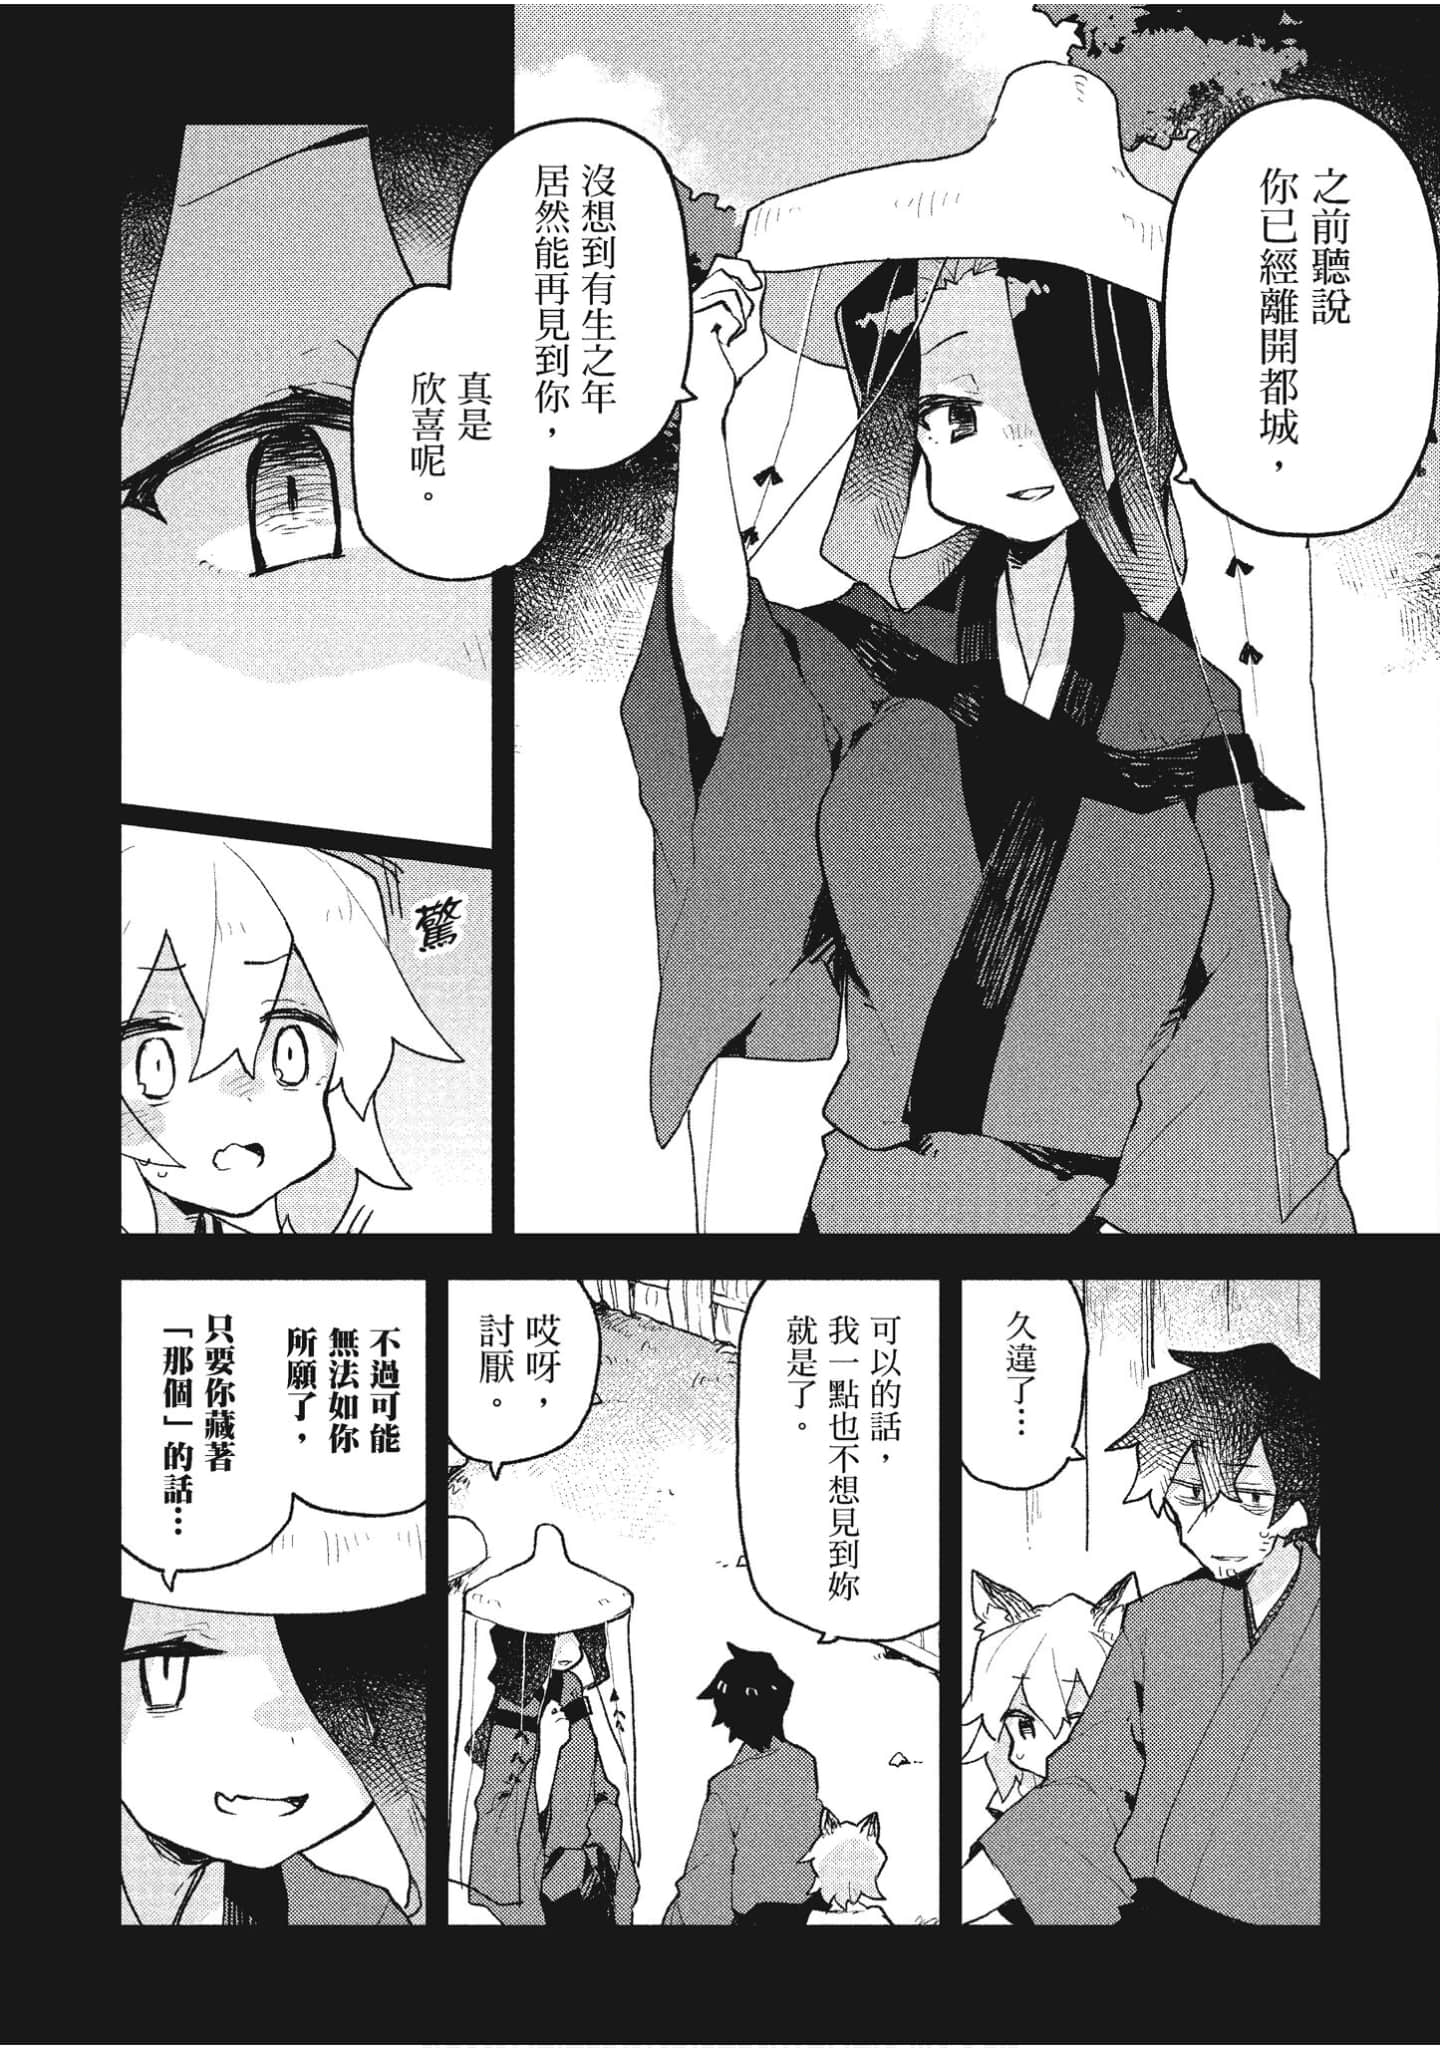 之前聽說
你已經離開都城，
沒想到有生之年
居然能再見到你，
真是
欣喜呢。
驚
久違了…
可以的話，
我一點也不想見到妳
就是了。
哎呀，
討厭。
不過可能
無法如你
所願了，
只要你藏著
「那個」的話…